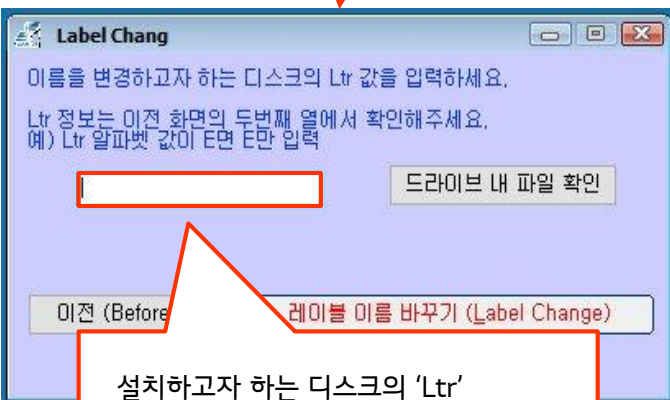 Label Chang
이름을 변경하고자 하는 디스크의 Ltr 값을 입력하세요.
Ltr 정보는 이전 화면의 두번째 열에서 확인해주세요.
예) Ltr 알파벳 값이 E면 E만 입력
드라이브 내 파일 확인
이전 (Before
레이블 이름 바꾸기 (Label Change)
설치하고자 하는 디스크의 ‘Ltr’